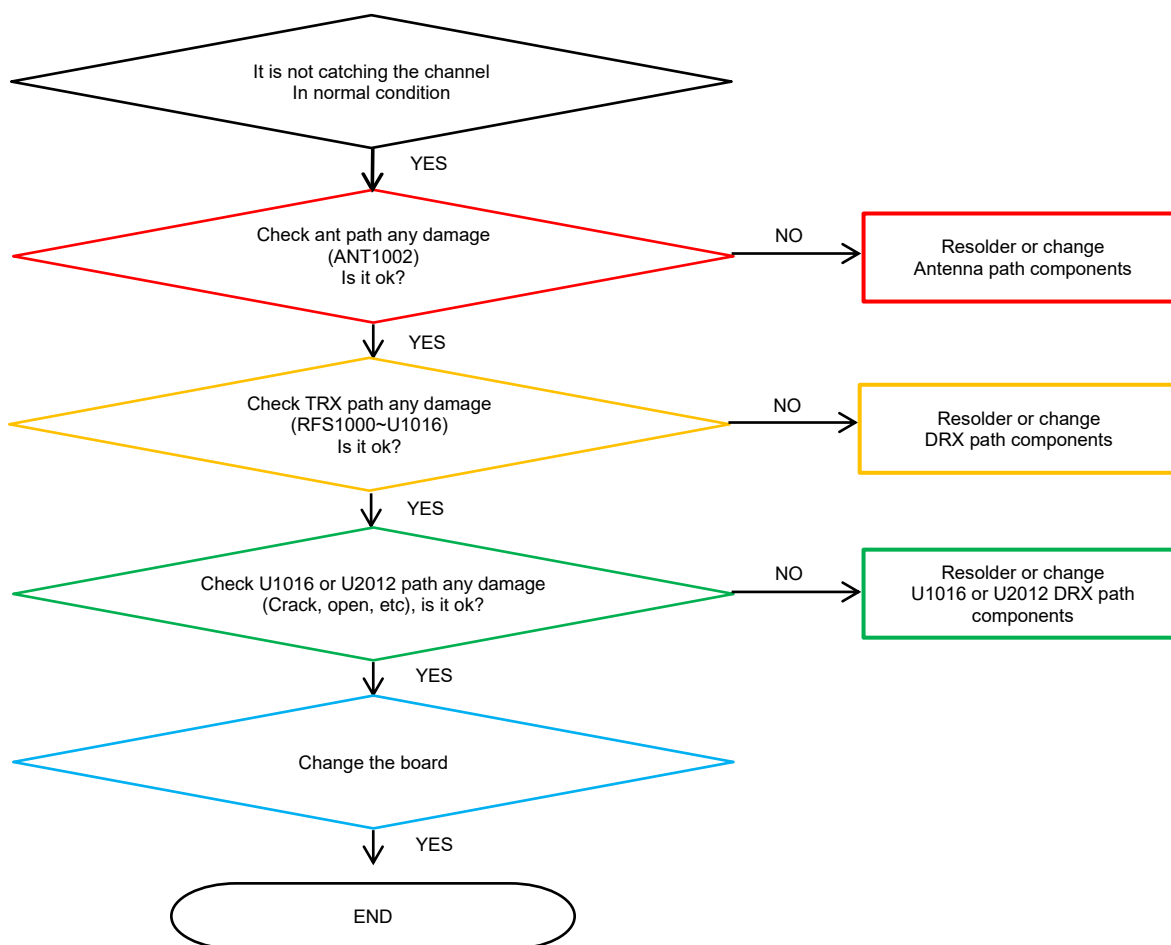 It is not catching the channel
In normal condition
YES
Check ant path any damage
(ANT1002)
Is it ok?
NO
Resolder or change
Antenna path components
YES
Check TRX path any damage
(RFS1000~U1016)
Is it ok?
NO
Resolder or change
DRX path components
YES
Check U1016 or U2012 path any damage
(Crack, open, etc), is it ok?
NO
Resolder or change
U1016 or U2012 DRX path
components
YES
Change the board
YES
END